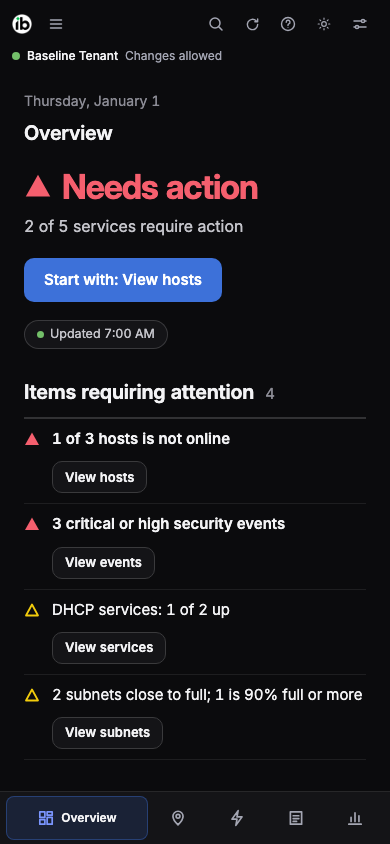 ib
Baseline Tenant Changes allowed
Thursday, January 1
Overview
Needs action
2 of 5 services require action
Start with: View hosts
Updated 7:00 AM
Items requiring attention 4
1 of 3 hosts is not online
View hosts
3 critical or high security events
View events
DHCP services: 1 of 2 up
View services
2 subnets close to full; 1 is 90% full or more
View subnets
Overview